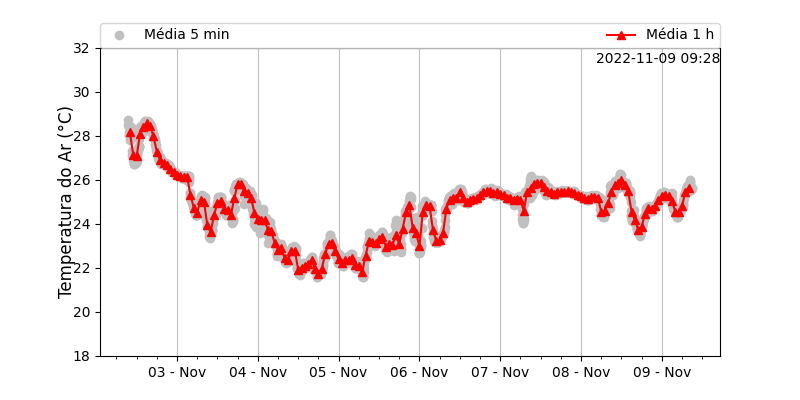 Média 5 min
Média 1 h
2022-11-09 09:28
Temperatura do Ar (°C)
32
30
28
26
24
22
20
18
03 - Nov
04 - Nov
05 - Nov
06 - Nov
07 - Nov
08 - Nov
09 - Nov